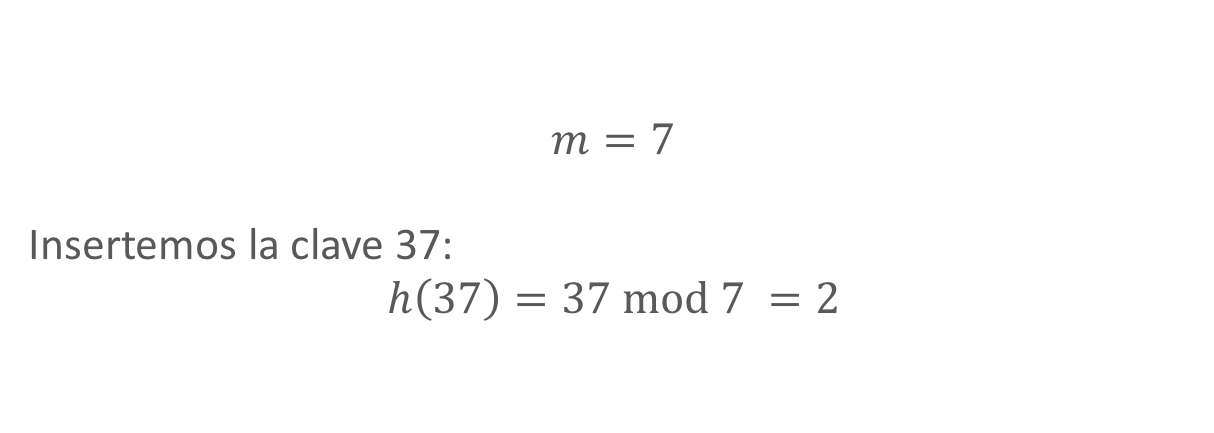 m = 7
Insertemos la clave 37:
h(37) = 37 mod 7 = 2